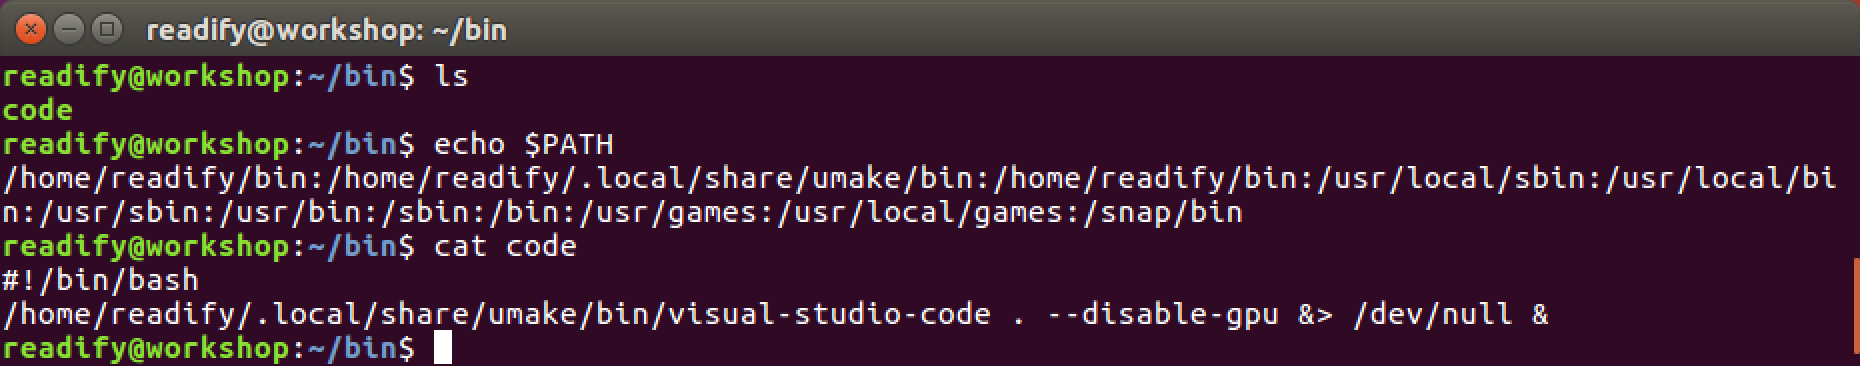 readify@workshop: ~/bin
readify@workshop:~/bin$ ls
code
readify@workshop:~/bin$ echo $PATH
/home/readify/bin:/home/readify/.local/share/umake/bin:/home/readify/bin:/usr/local/sbin:/usr/local/bi
n:/usr/sbin:/usr/bin:/sbin:/bin:/usr/games:/usr/local/games:/snap/bin
readify@workshop:~/bin$ cat code
#!/bin/bash
/home/readify/.local/share/umake/bin/visual-studio-code . --disable-gpu &> /dev/null &
readify@workshop:~/bin$